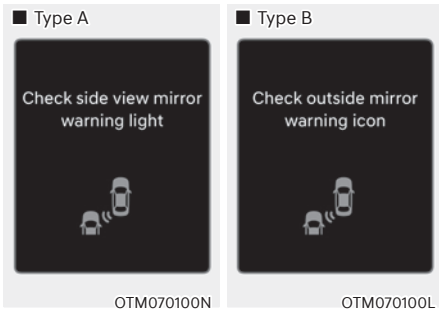 ■ Type A
Check side view mirror
warning light
OTM070100N
■ Type B
Check outside mirror
warning icon
OTM070100L